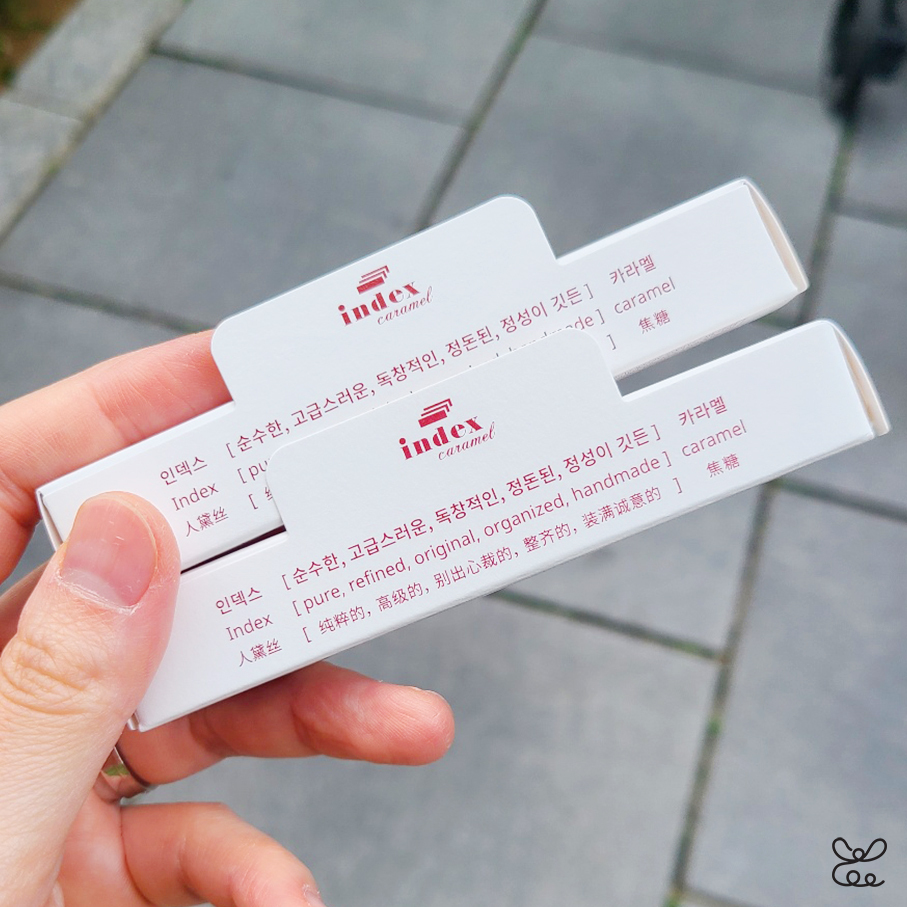 index
caramel
인덱스 [ 순수한, 고급스러운, 독창적인, 정돈된, 정성이 깃든 ] 카라멜
Index [ pu made ] caramel
人黛丝 [ ] 焦糖
index
caramel
인덱스 [ 순수한, 고급스러운, 독창적인, 정돈된, 정성이 깃든 ] 카라멜
Index [ pure, refined, original, organized, handmade ] caramel
人黛丝 [ 纯粹的, 高级的, 别出心裁的, 整齐的, 装满诚意的 ] 焦糖